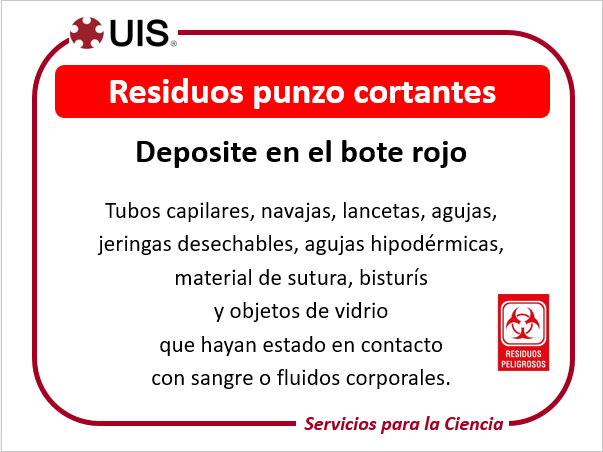 UIS®
Residuos punzo cortantes
Deposite en el bote rojo
Tubos capilares, navajas, lancetas, agujas,
jeringas desechables, agujas hipodérmicas,
material de sutura, bisturís
y objetos de vidrio
que hayan estado en contacto
con sangre o fluidos corporales.
RESIDUOS
PELIGROSOS
Servicios para la Ciencia